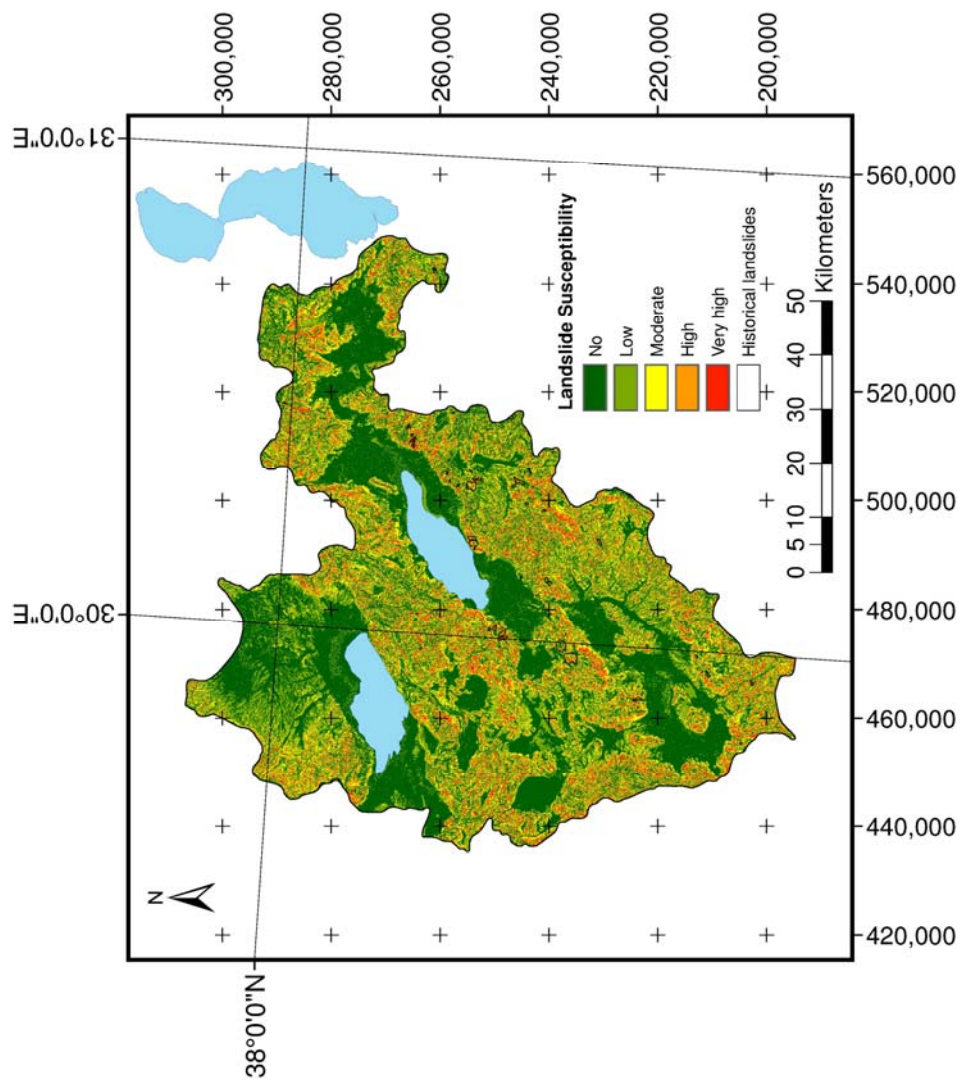 300,000
280,000
260,000
240,000
220,000
200,000
31°0'0"E
30°0'0"E
38°0'0"N
N
560,000
540,000
520,000
500,000
480,000
460,000
440,000
420,000
Landslide Susceptibility
No
Low
Moderate
High
Very high
Historical landslides
0 5 10 20 30 40 50
Kilometers